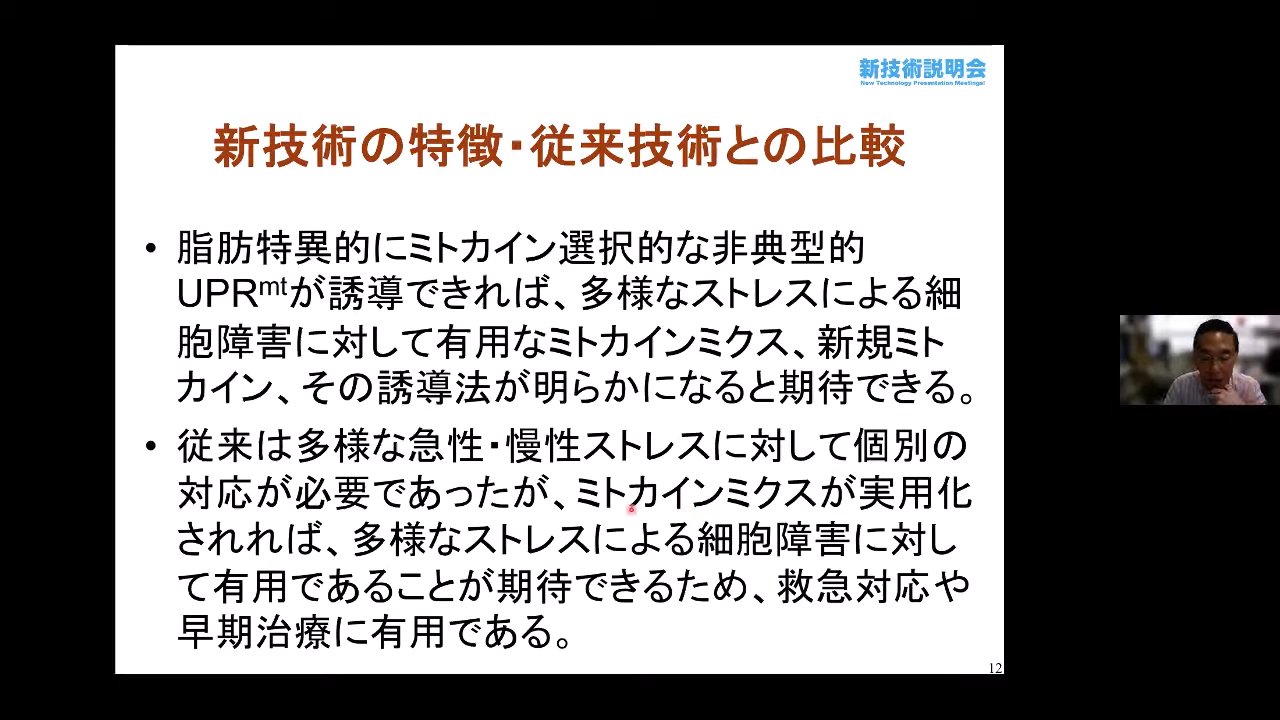 新技術説明会
New Technology Presentation Meetings!
新技術の特徴・従来技術との比較
• 脂肪特異的にミトカイン選択的な非典型的
UPRmtが誘導できれば、多様なストレスによる細
胞障害に対して有用なミトカインミクス、新規ミト
カイン、その誘導法が明らかになると期待できる。
• 従来は多様な急性・慢性ストレスに対して個別の
対応が必要であったが、ミトカインミクスが実用化
されれば、多様なストレスによる細胞障害に対し
て有用であることが期待できるため、救急対応や
早期治療に有用である。
12